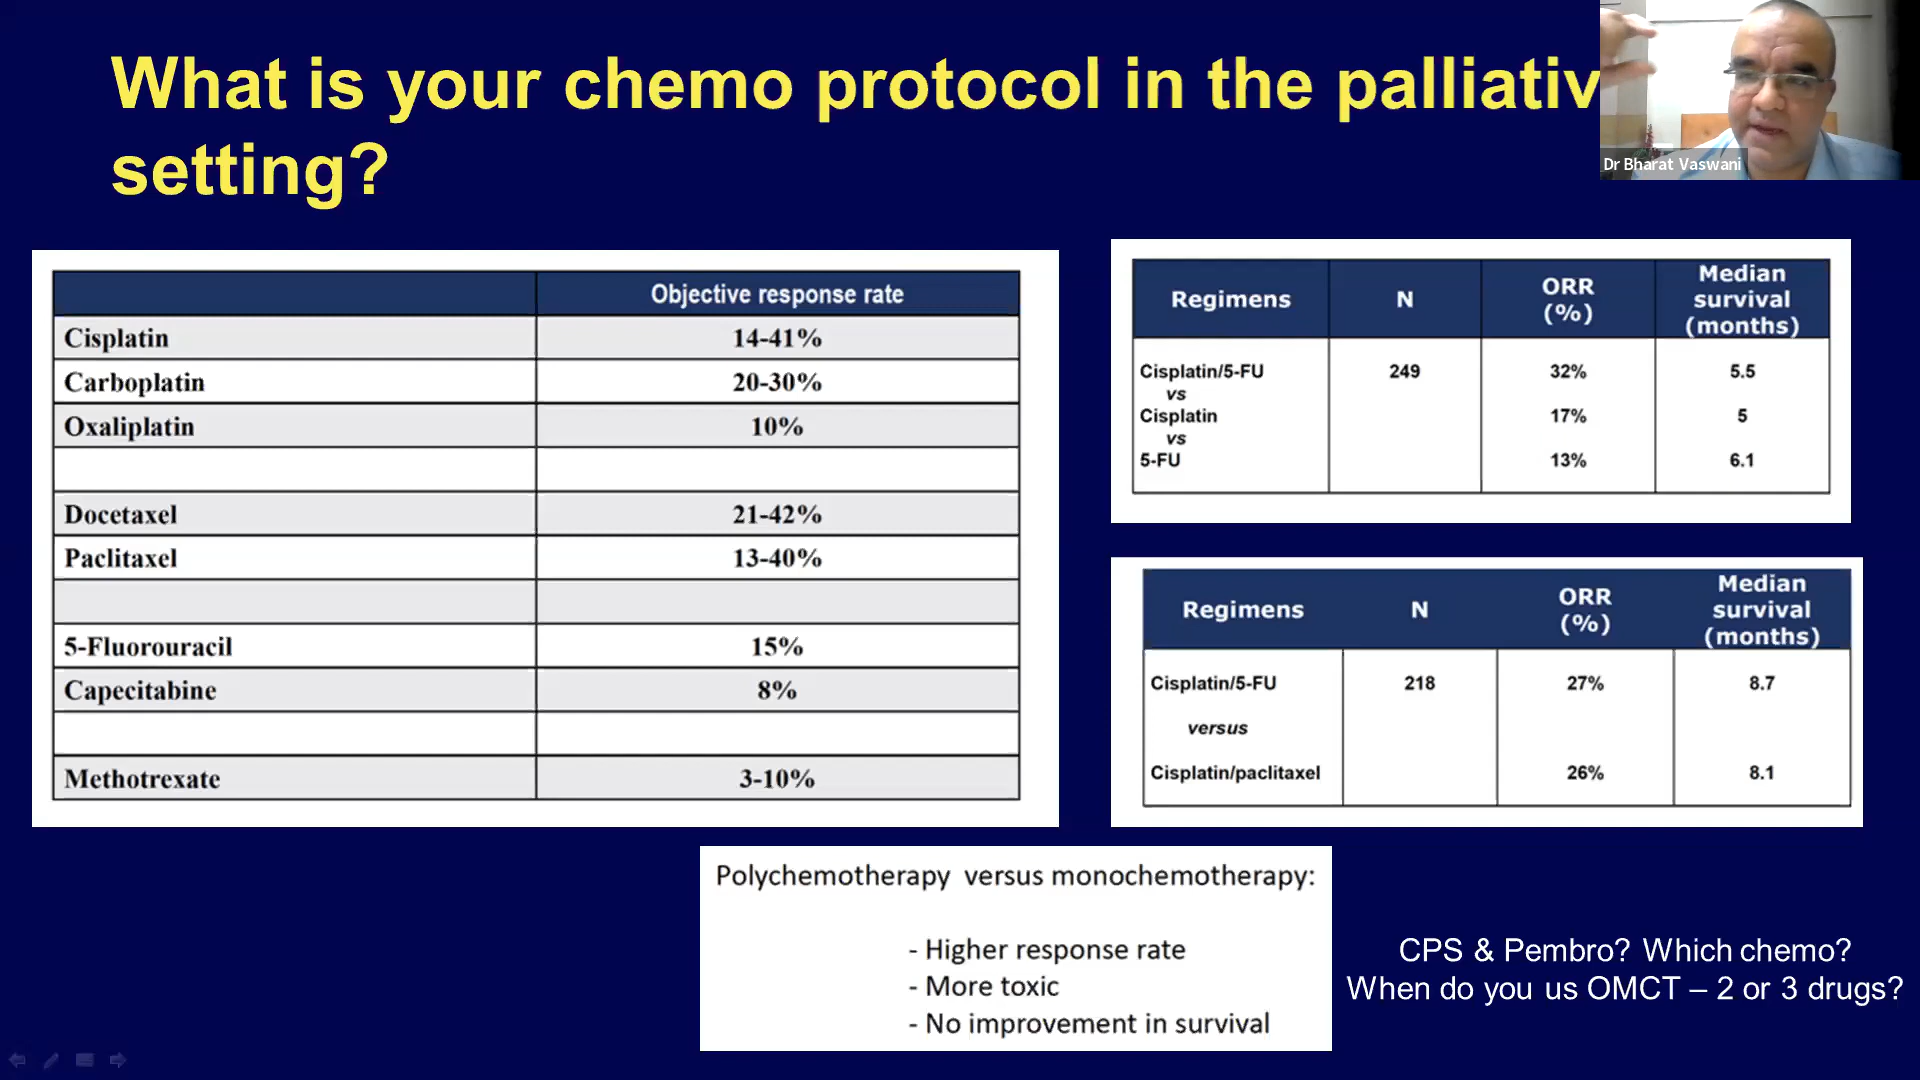 What is your chemo protocol in the palliativ
setting?
Dr Bharat Vaswani
Objective response rate
Cisplatin 14-41%
Carboplatin 20-30%
Oxaliplatin 10%
Docetaxel 21-42%
Paclitaxel 13-40%
5-Fluorouracil 15%
Capecitabine 8%
Methotrexate 3-10%
Regimens N ORR (%) Median survival (months)
Cisplatin/5-FU 249 32% 5.5
vs
Cisplatin 17% 5
vs
5-FU 13% 6.1
Regimens N ORR (%) Median survival (months)
Cisplatin/5-FU 218 27% 8.7
versus
Cisplatin/paclitaxel 26% 8.1
Polychemotherapy versus monochemotherapy:
- Higher response rate
- More toxic
- No improvement in survival
CPS & Pembro? Which chemo?
When do you us OMCT – 2 or 3 drugs?